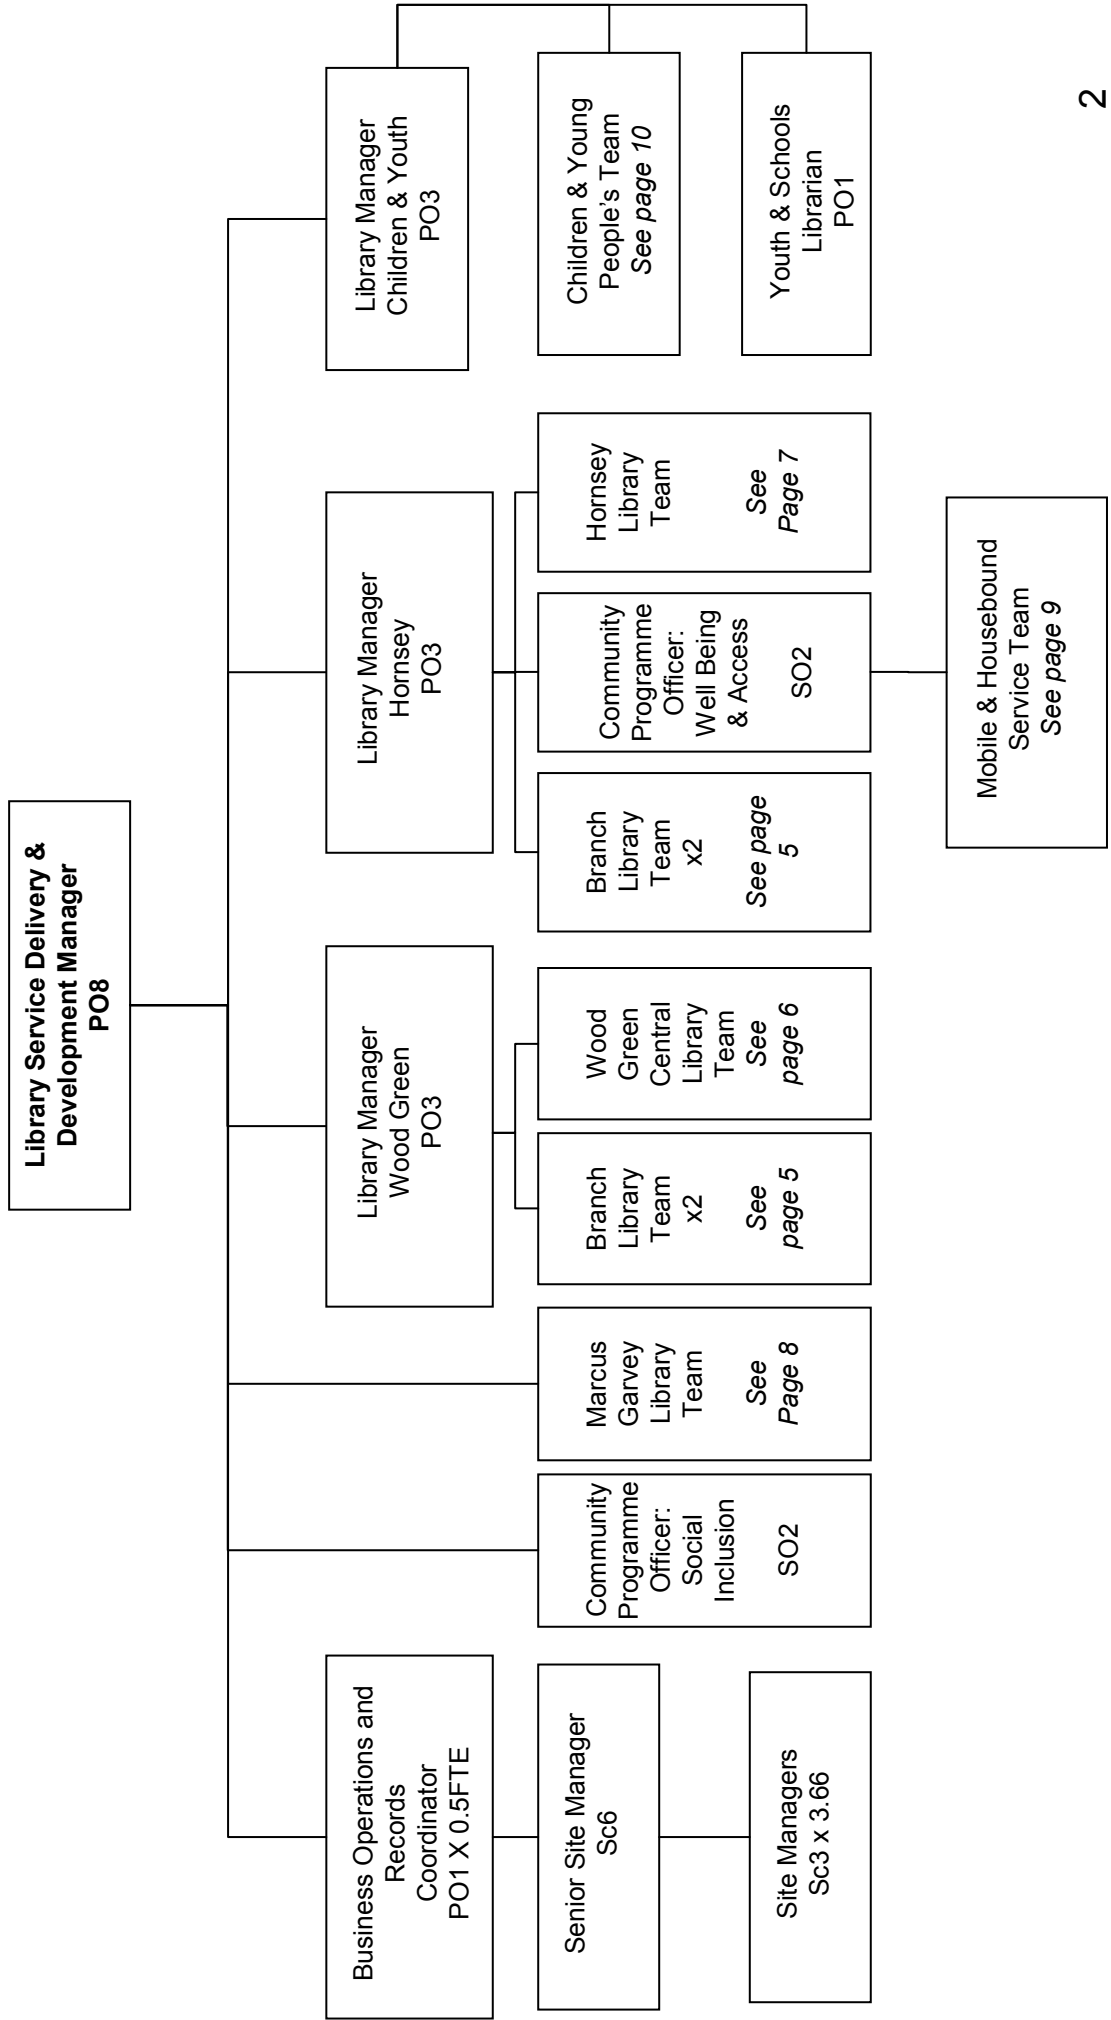 Library Service Delivery &
Development Manager
PO8
Business Operations and
Records
Coordinator
PO1 X 0.5FTE
Library Manager
Wood Green
PO3
Library Manager
Hornsey
PO3
Library Manager
Children & Youth
PO3
Senior Site Manager
Sc6
Community
Programme
Officer:
Social
Inclusion
SO2
Marcus
Garvey
Library
Team
See
Page 8
Branch
Library
Team
x2
See
page 5
Wood
Green
Central
Library
Team
See
page 6
Branch
Library
Team
x2
See page
5
Community
Programme
Officer:
Well Being
& Access
SO2
Hornsey
Library
Team
See
Page 7
Children & Young
People's Team
See page 10
Site Managers
Sc3 x 3.66
Youth & Schools
Librarian
PO1
Mobile & Housebound
Service Team
See page 9
2